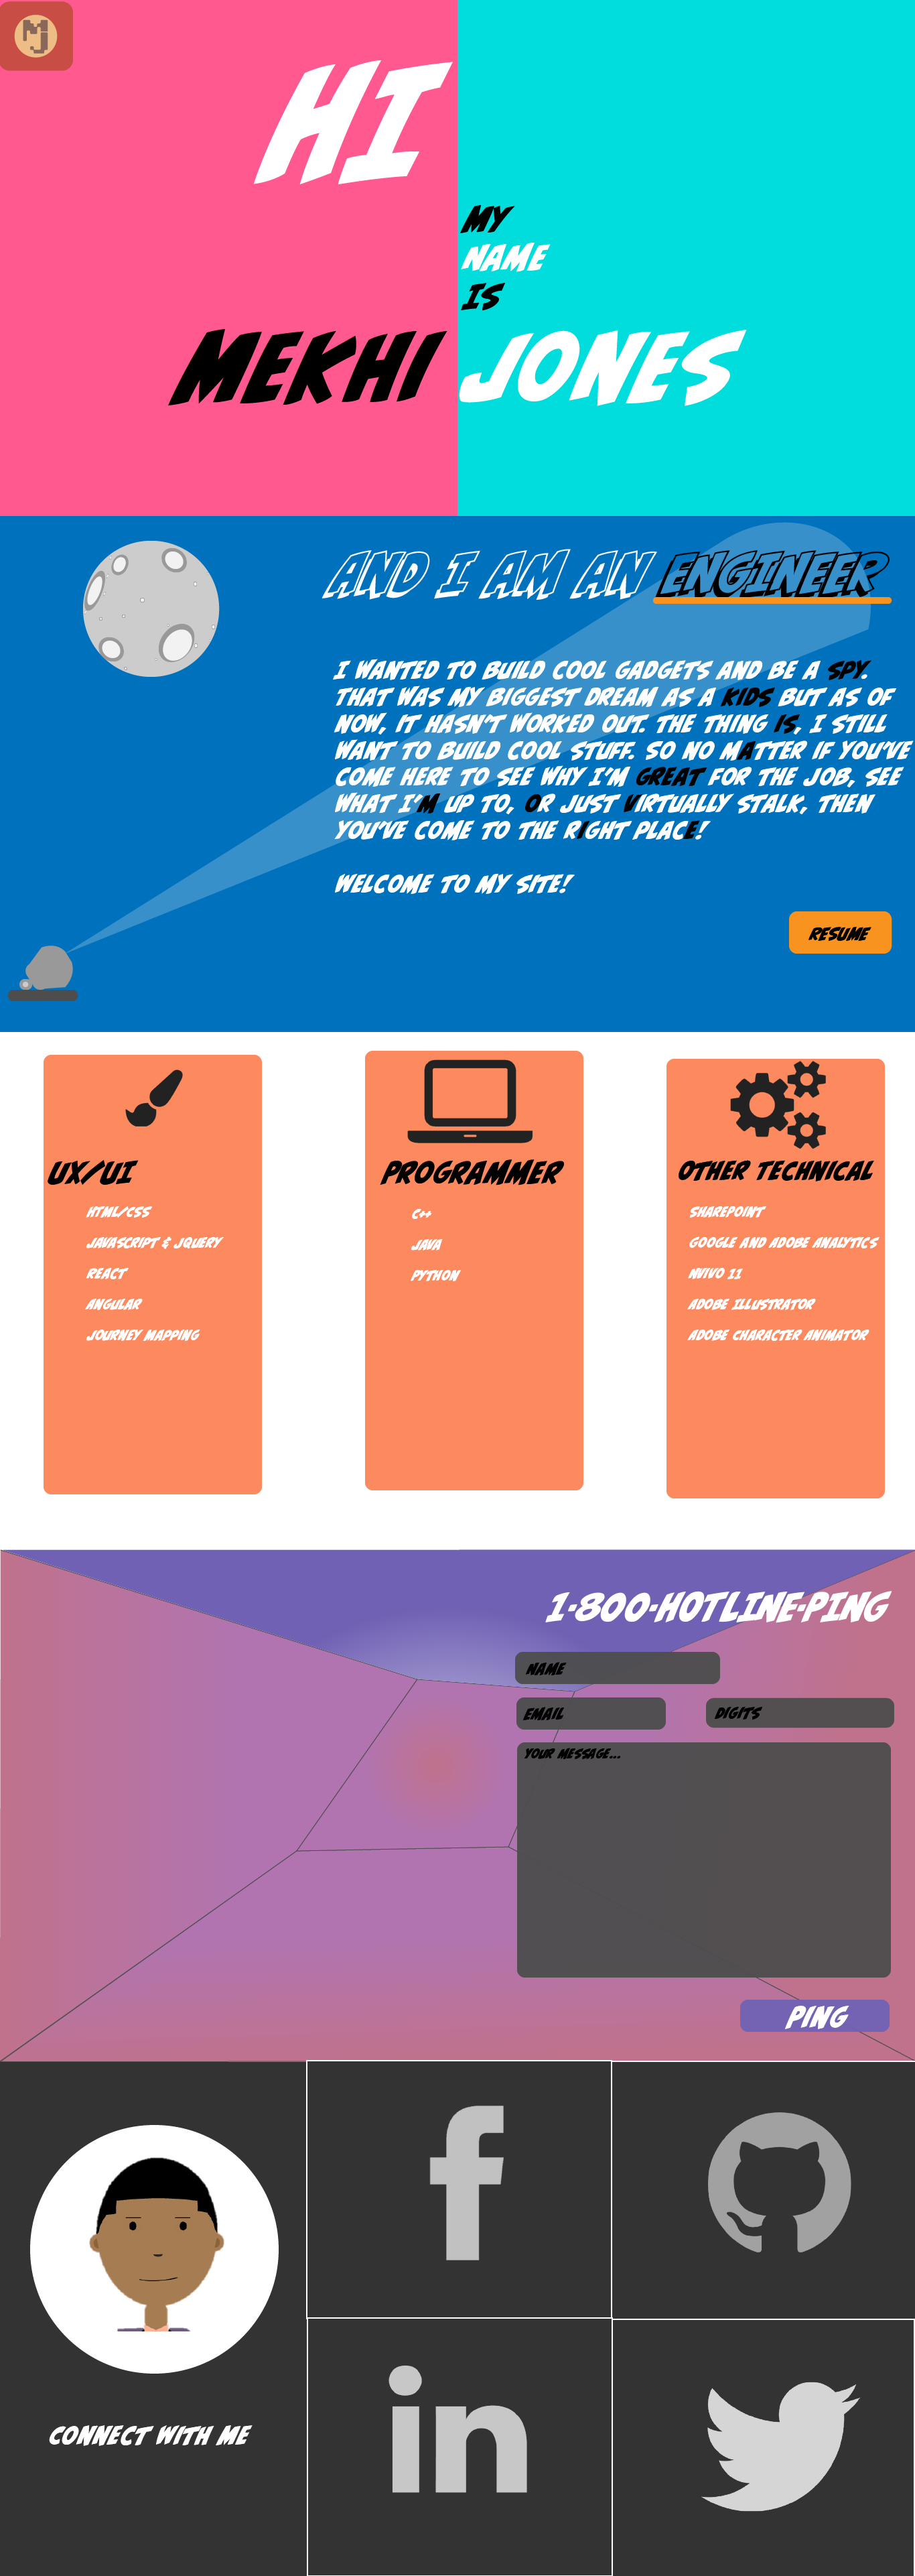 MJ
HI
MY
NAME
IS
MEKHI JONES
AND I AM AN ENGINEER
I WANTED TO BUILD COOL GADGETS AND BE A SPY.
THAT WAS MY BIGGEST DREAM AS A KIDS BUT AS OF
NOW, IT HASN'T WORKED OUT. THE THING IS, I STILL
WANT TO BUILD COOL STUFF. SO NO MATTER IF YOU'VE
COME HERE TO SEE WHY I'M GREAT FOR THE JOB, SEE
WHAT I'M UP TO, OR JUST VIRTUALLY STALK, THEN
YOU'VE COME TO THE RIGHT PLACE!
WELCOME TO MY SITE!
RESUME
UX/UI
HTML/CSS
JAVASCRIPT & JQUERY
REACT
ANGULAR
JOURNEY MAPPING
PROGRAMMER
C++
JAVA
PYTHON
OTHER TECHNICAL
SHAREPOINT
GOOGLE AND ADOBE ANALYTICS
NVIVO 11
ADOBE ILLUSTRATOR
ADOBE CHARACTER ANIMATOR
1-800-HOTLINE-PING
NAME
EMAIL
DIGITS
YOUR MESSAGE...
PING
f
in
CONNECT WITH ME